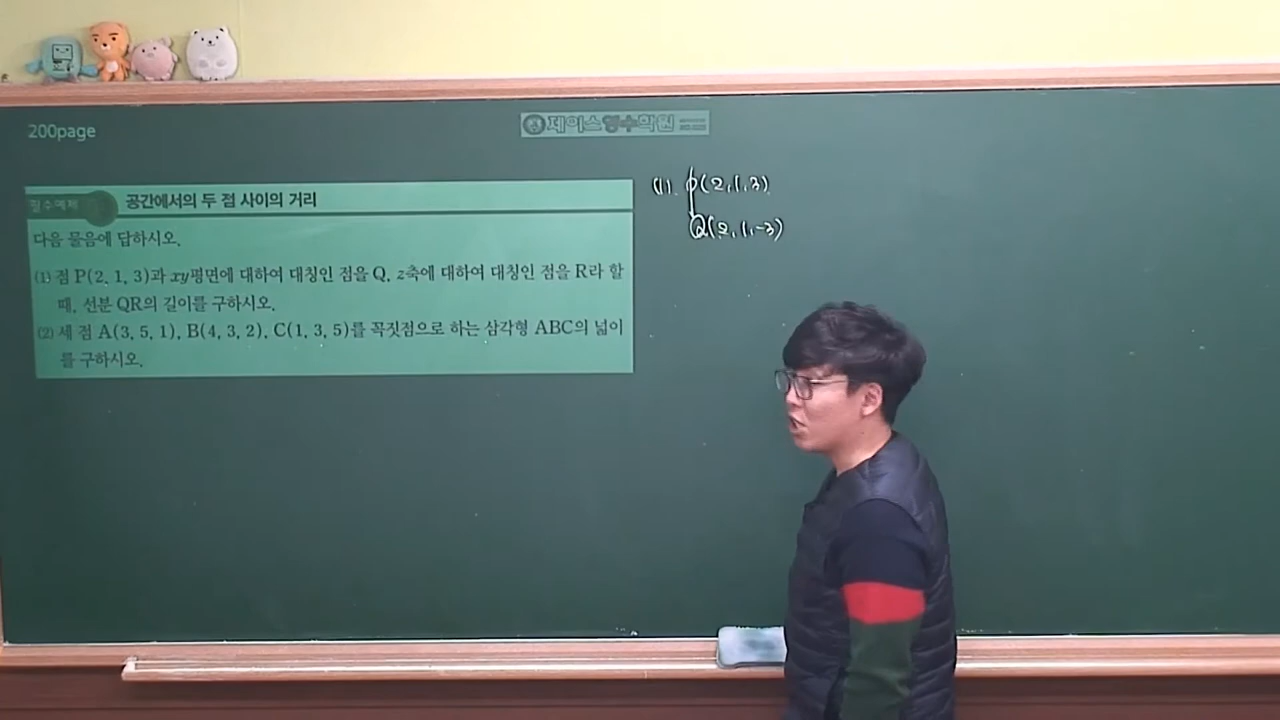 200page
제이스영수학원
필수예제
공간에서의 두 점 사이의 거리
다음 물음에 답하시오.
(1) 점 P(2, 1, 3)과 xy평면에 대하여 대칭인 점을 Q, z축에 대하여 대칭인 점을 R라 할
때, 선분 QR의 길이를 구하시오.
(2) 세 점 A(3, 5, 1), B(4, 3, 2), C(1, 3, 5)를 꼭짓점으로 하는 삼각형 ABC의 넓이
를 구하시오.
(1). P(2,1,3)
Q(2,1,-3)